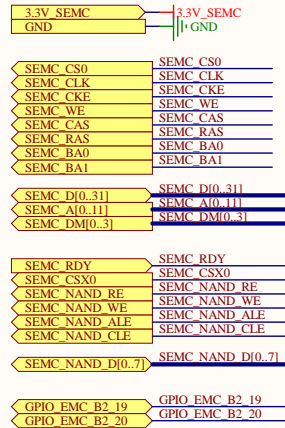 3.3V_SEMC 3.3V_SEMC
GND GND
SEMC_CS0 SEMC_CS0
SEMC_CLK SEMC_CLK
SEMC_CKE SEMC_CKE
SEMC_WE SEMC_WE
SEMC_CAS SEMC_CAS
SEMC_RAS SEMC_RAS
SEMC_BA0 SEMC_BA0
SEMC_BA1 SEMC_BA1
SEMC_D[0..31] SEMC_D[0..31]
SEMC_A[0..11] SEMC_A[0..11]
SEMC_DM[0..3] SEMC_DM[0..3]
SEMC_RDY SEMC_RDY
SEMC_CSX0 SEMC_CSX0
SEMC_NAND_RE SEMC_NAND_RE
SEMC_NAND_WE SEMC_NAND_WE
SEMC_NAND_ALE SEMC_NAND_ALE
SEMC_NAND_CLE SEMC_NAND_CLE
SEMC_NAND_D[0..7] SEMC_NAND_D[0..7]
GPIO_EMC_B2_19 GPIO_EMC_B2_19
GPIO_EMC_B2_20 GPIO_EMC_B2_20